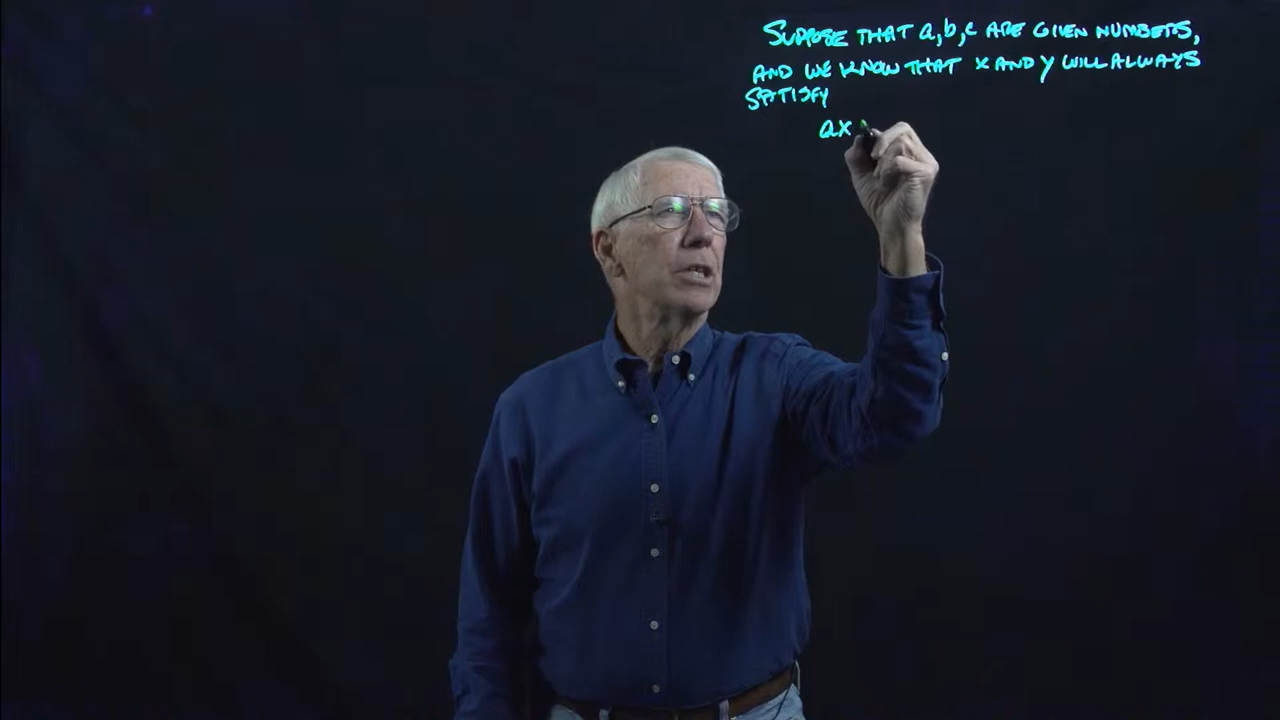 SUPPOSE THAT a,b,c ARE GIVEN NUMBERS,
AND WE KNOW THAT x AND y WILL ALWAYS
SATISFY
ax